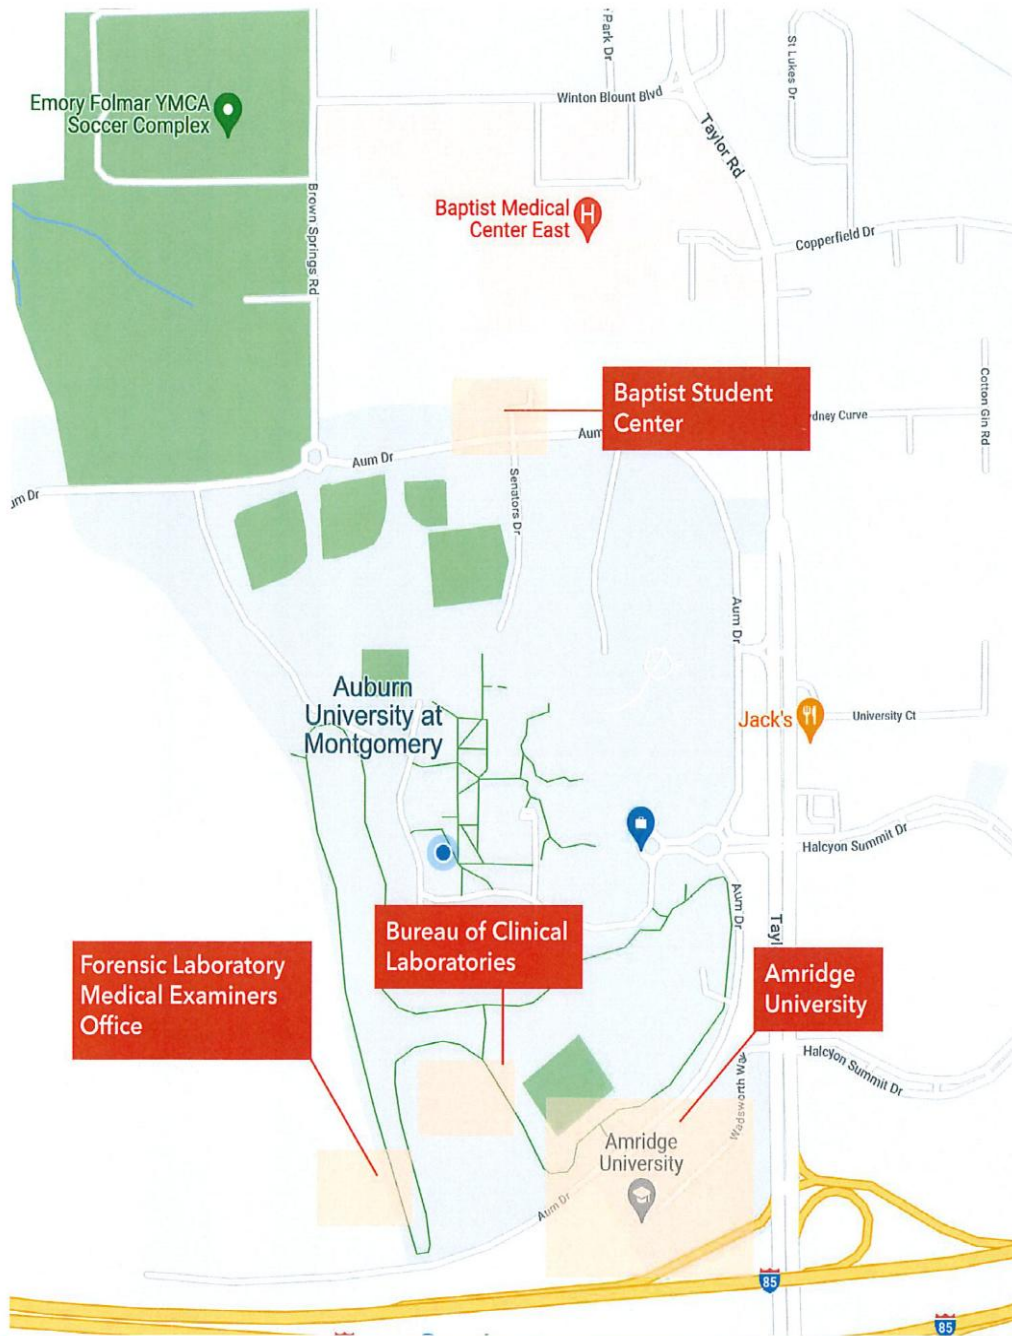 Park Dr
St Lukes Dr
Emory Folmar YMCA
Soccer Complex
Winton Blount Blvd
Taylor Rd
Brown Springs Rd
Baptist Medical
Center East
H
Copperfield Dr
Baptist Student
Center
Cotton Gin Rd
dney Curve
Aum
Aum Dr
um Dr
Senators Dr
Aum Dr
Auburn
University at
Montgomery
Jack's
University Ct
Halcyon Summit Dr
Aum Dr
Tayl
Bureau of Clinical
Laboratories
Forensic Laboratory
Medical Examiners
Office
Amridge
University
Halcyon Summit Dr
Amridge
University
Aum Dr
85
85